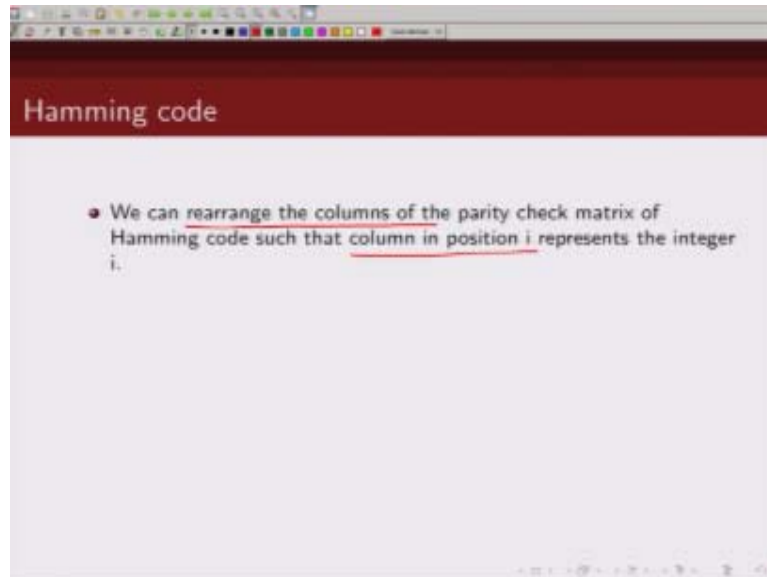 Hamming code
We can rearrange the columns of the parity check matrix of
Hamming code such that column in position i represents the integer
i.